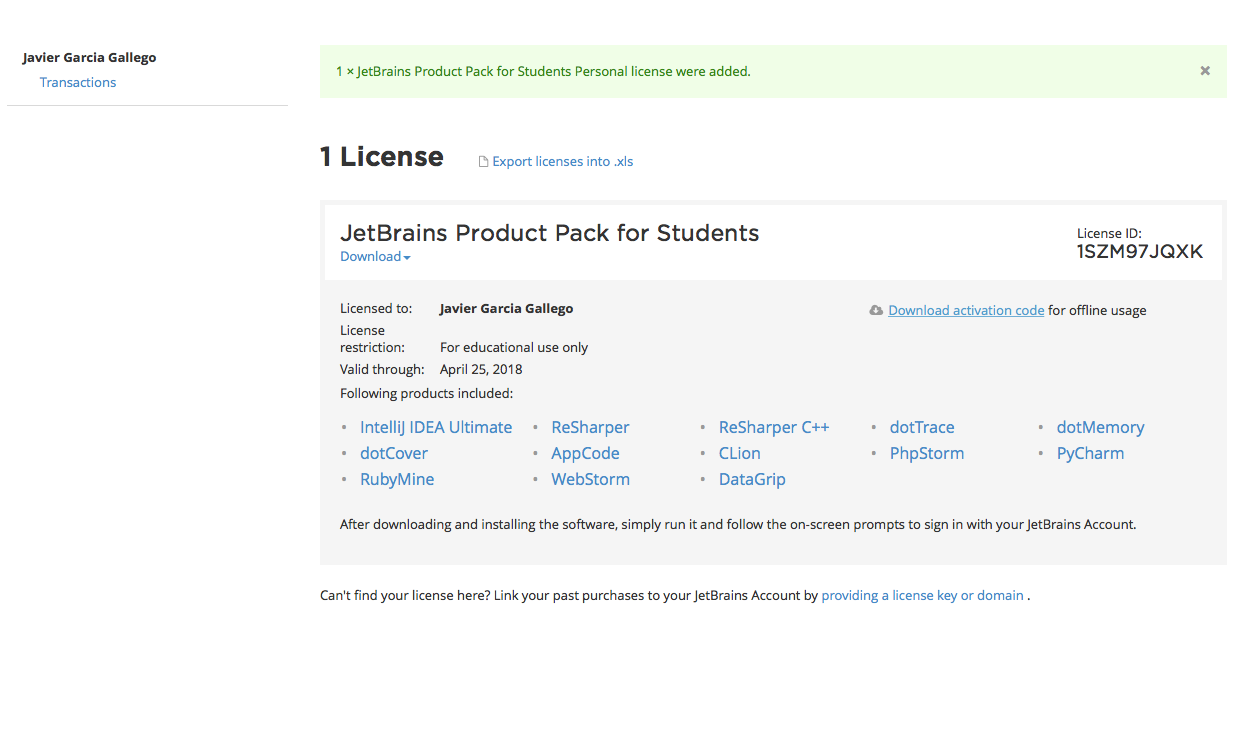 Javier Garcia Gallego
Transactions
1 × JetBrains Product Pack for Students Personal license were added.
×
1 License
Export licenses into .xls
JetBrains Product Pack for Students
Download
License ID:
1SZM97JQXK
Licensed to: Javier Garcia Gallego
Download activation code for offline usage
License
restriction: For educational use only
Valid through: April 25, 2018
Following products included:
• IntelliJ IDEA Ultimate • ReSharper • ReSharper C++ • dotTrace • dotMemory
• dotCover • AppCode • CLion • PhpStorm • PyCharm
• RubyMine • WebStorm • DataGrip
After downloading and installing the software, simply run it and follow the on-screen prompts to sign in with your JetBrains Account.
Can't find your license here? Link your past purchases to your JetBrains Account by providing a license key or domain .